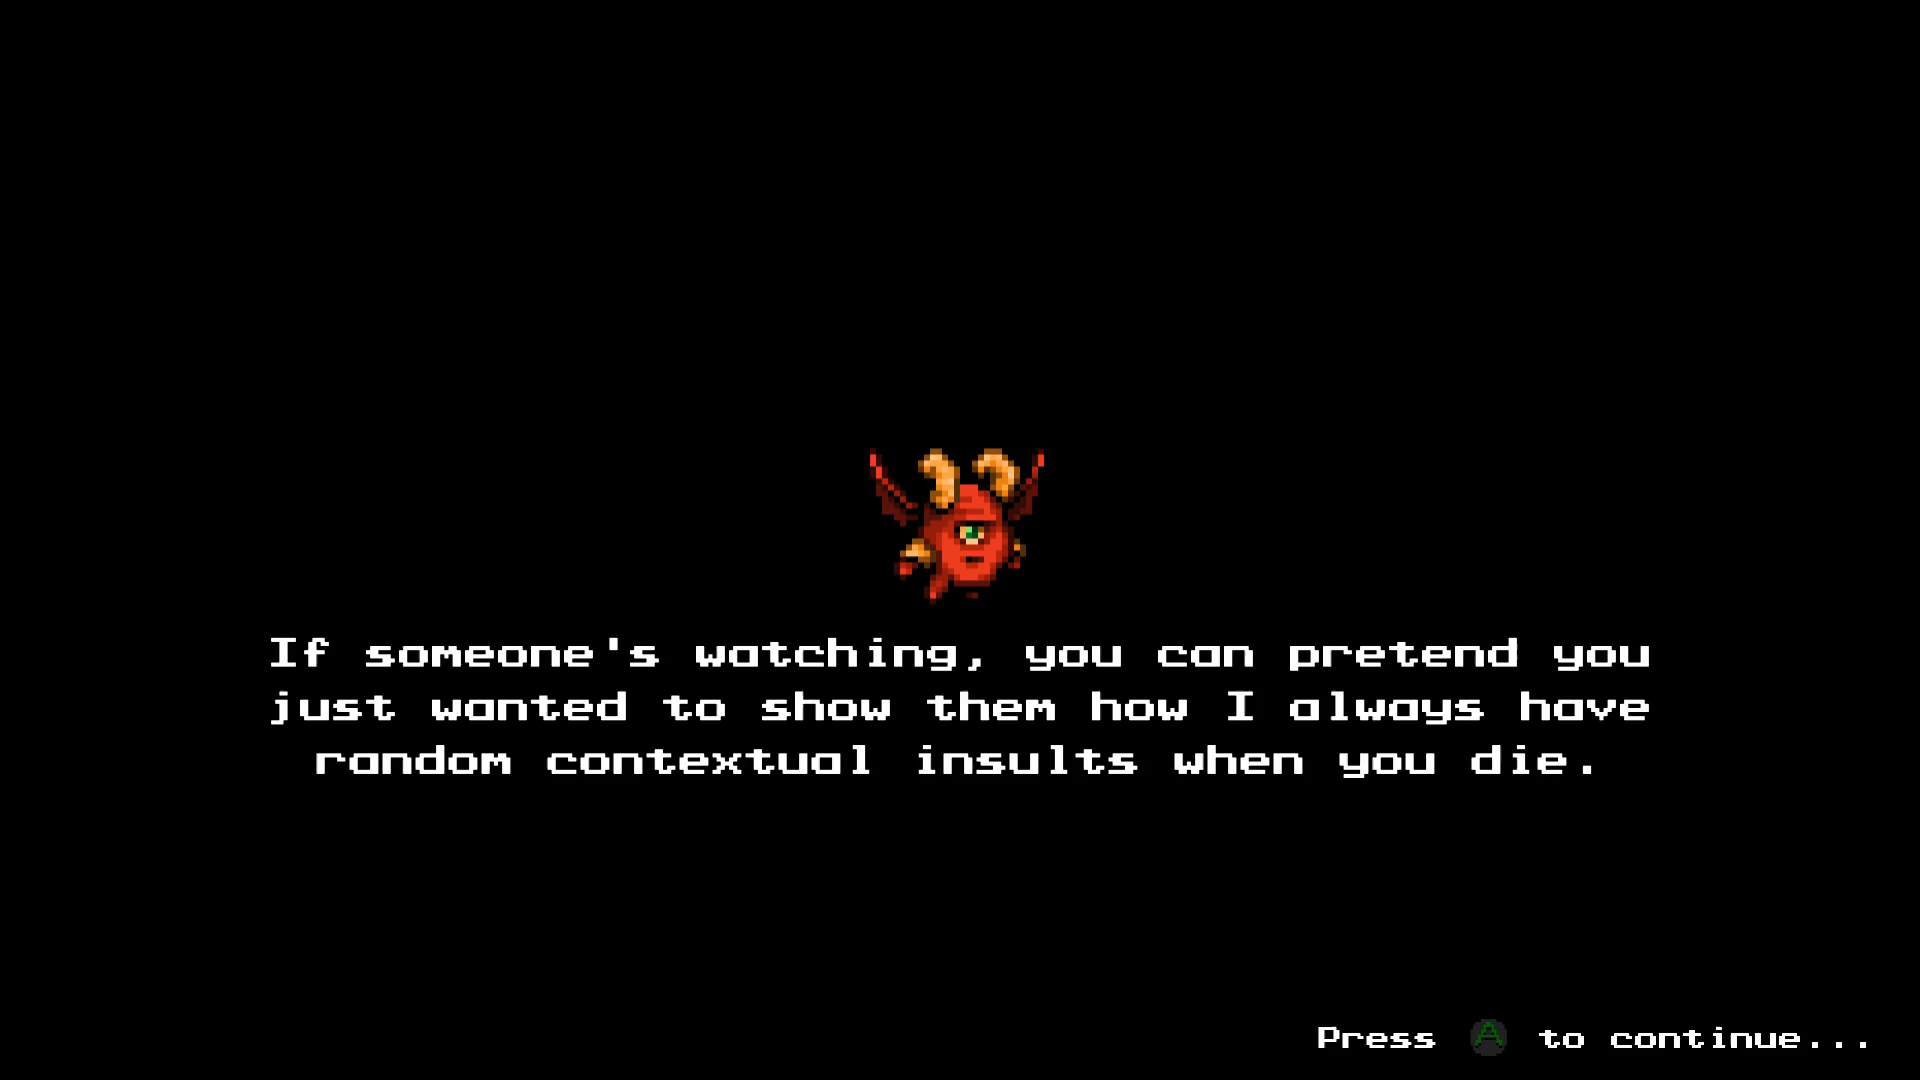 If someone's watching, you can pretend you
just wanted to show them how I always have
random contextual insults when you die.
Press A to continue...